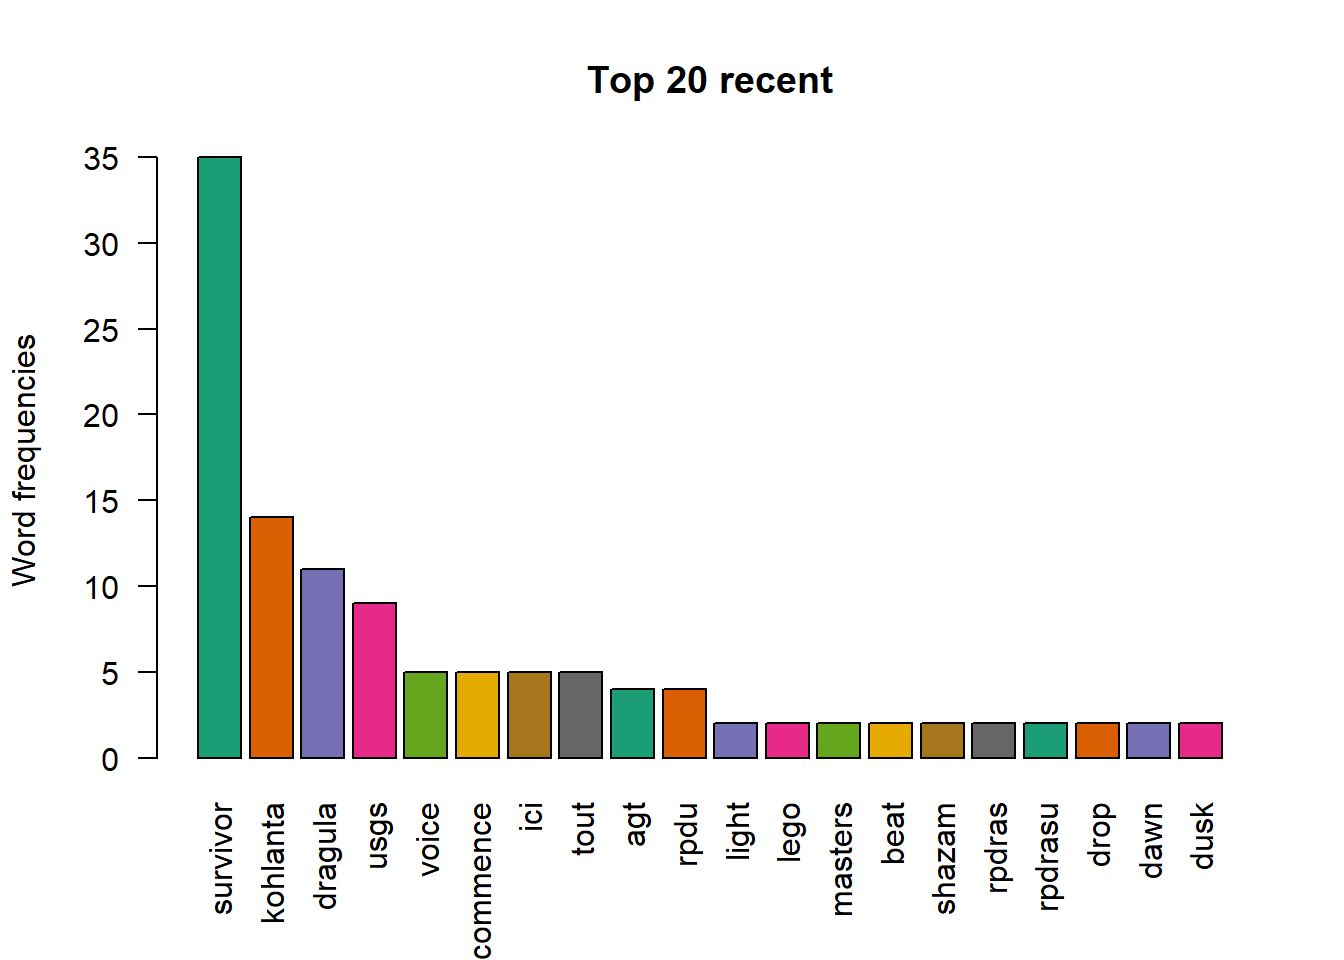 Top 20 recent
Word frequencies
35
30
25
20
15
10
5
0
survivor
kohlanta
dragula
usgs
voice
commence
ici
tout
agt
rpdu
light
lego
masters
beat
shazam
rpdras
rpdrasu
drop
dawn
dusk